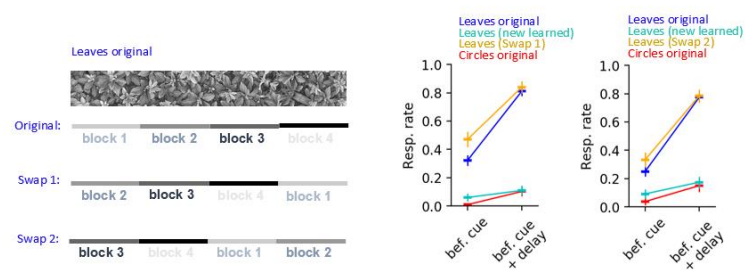 Leaves original
Original:
block 1 block 2 block 3 block 4
Swap 1:
block 2 block 3 block 4 block 1
Swap 2:
block 3 block 4 block 1 block 2
Leaves original
Leaves (new learned)
Leaves (Swap 1)
Circles original
1.0
0.8
0.6
0.4
0.2
0.0
Resp. rate
bef. cue
bef. cue
+ delay
Leaves original
Leaves (new learned)
Leaves (Swap 2)
Circles original
1.0
0.8
0.6
0.4
0.2
0.0
Resp. rate
bef. cue
bef. cue
+ delay